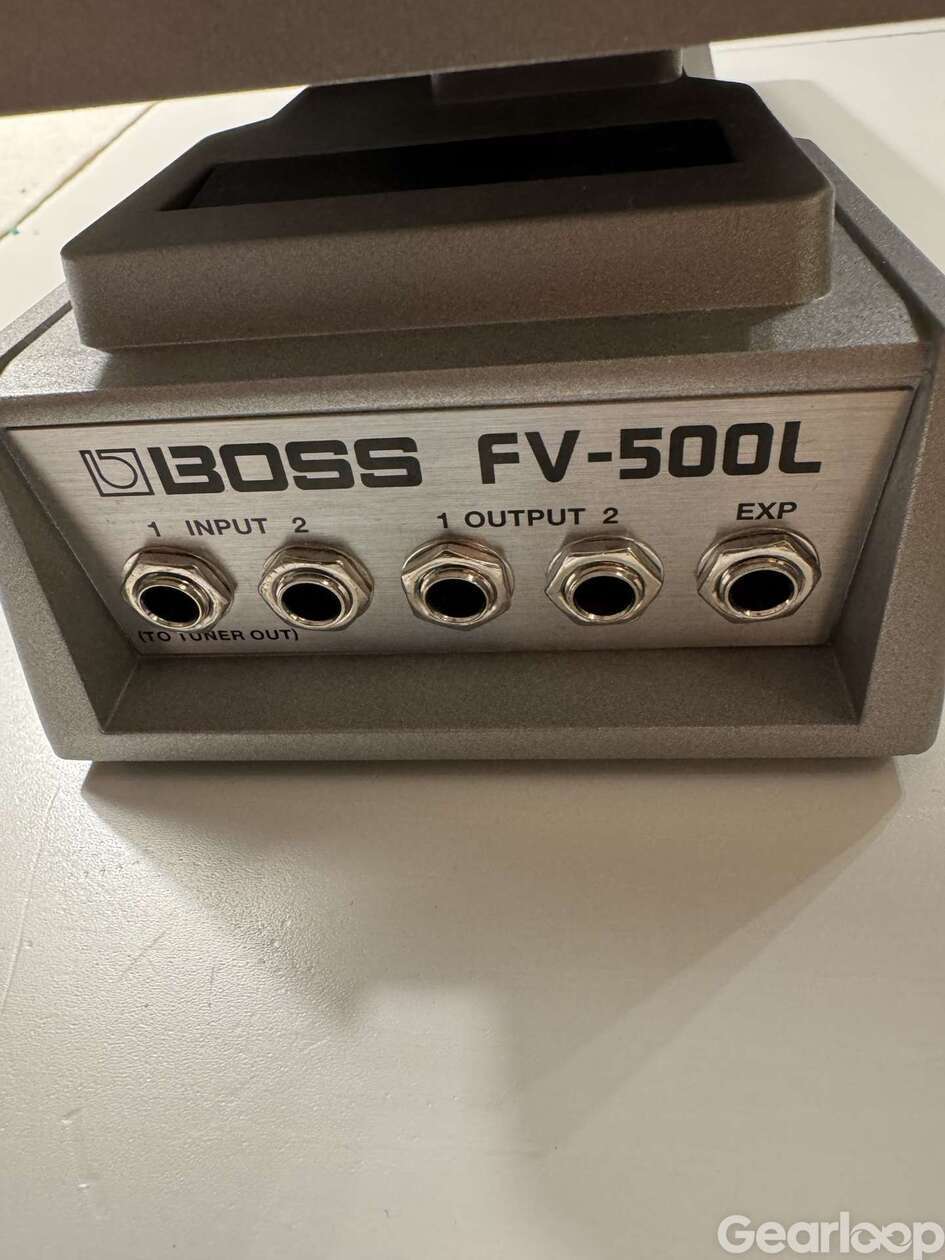 BOSS FV-500L
1 INPUT 2 1 OUTPUT 2 EXP
(TO TUNER OUT)
Gearloop